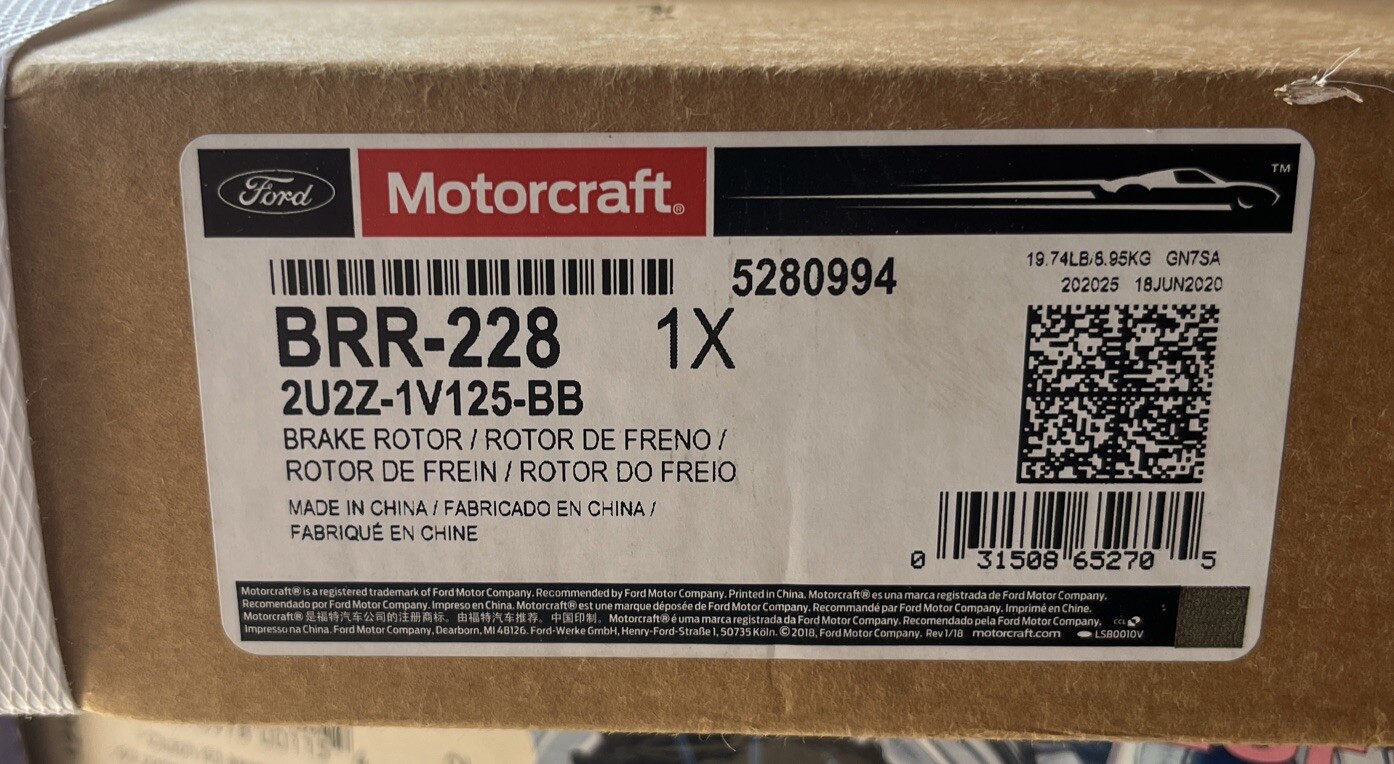 Ford
Motorcraft®
TM
5280994
19.74LB/8.95KG GN7SA
202025 18JUN2020
BRR-228 1X
2U2Z-1V125-BB
BRAKE ROTOR / ROTOR DE FRENO /
ROTOR DE FREIN / ROTOR DO FREIO
MADE IN CHINA / FABRICADO EN CHINA /
FABRIQUÉ EN CHINE
0 31508 65270 5
Motorcraft® is a registered trademark of Ford Motor Company. Recommended by Ford Motor Company. Printed in China. Motorcraft® es una marca registrada de Ford Motor Company.
Recomendado por Ford Motor Company. Impreso en China. Motorcraft® est une marque déposée de Ford Motor Company. Recommandé par Ford Motor Company. Imprimé en Chine.
Motorcraft® 是福特汽车公司的注册商标。由福特汽车推荐。中国印制。Motorcraft® é uma marca registrada da Ford Motor Company. Recomendado pela Ford Motor Company. CCL
Impresso na China. Ford Motor Company, Dearborn, MI 48126. Ford-Werke GmbH, Henry-Ford-Straße 1, 50735 Köln. ©2018, Ford Motor Company. Rev 1/18 motorcraft.com LSB0010V